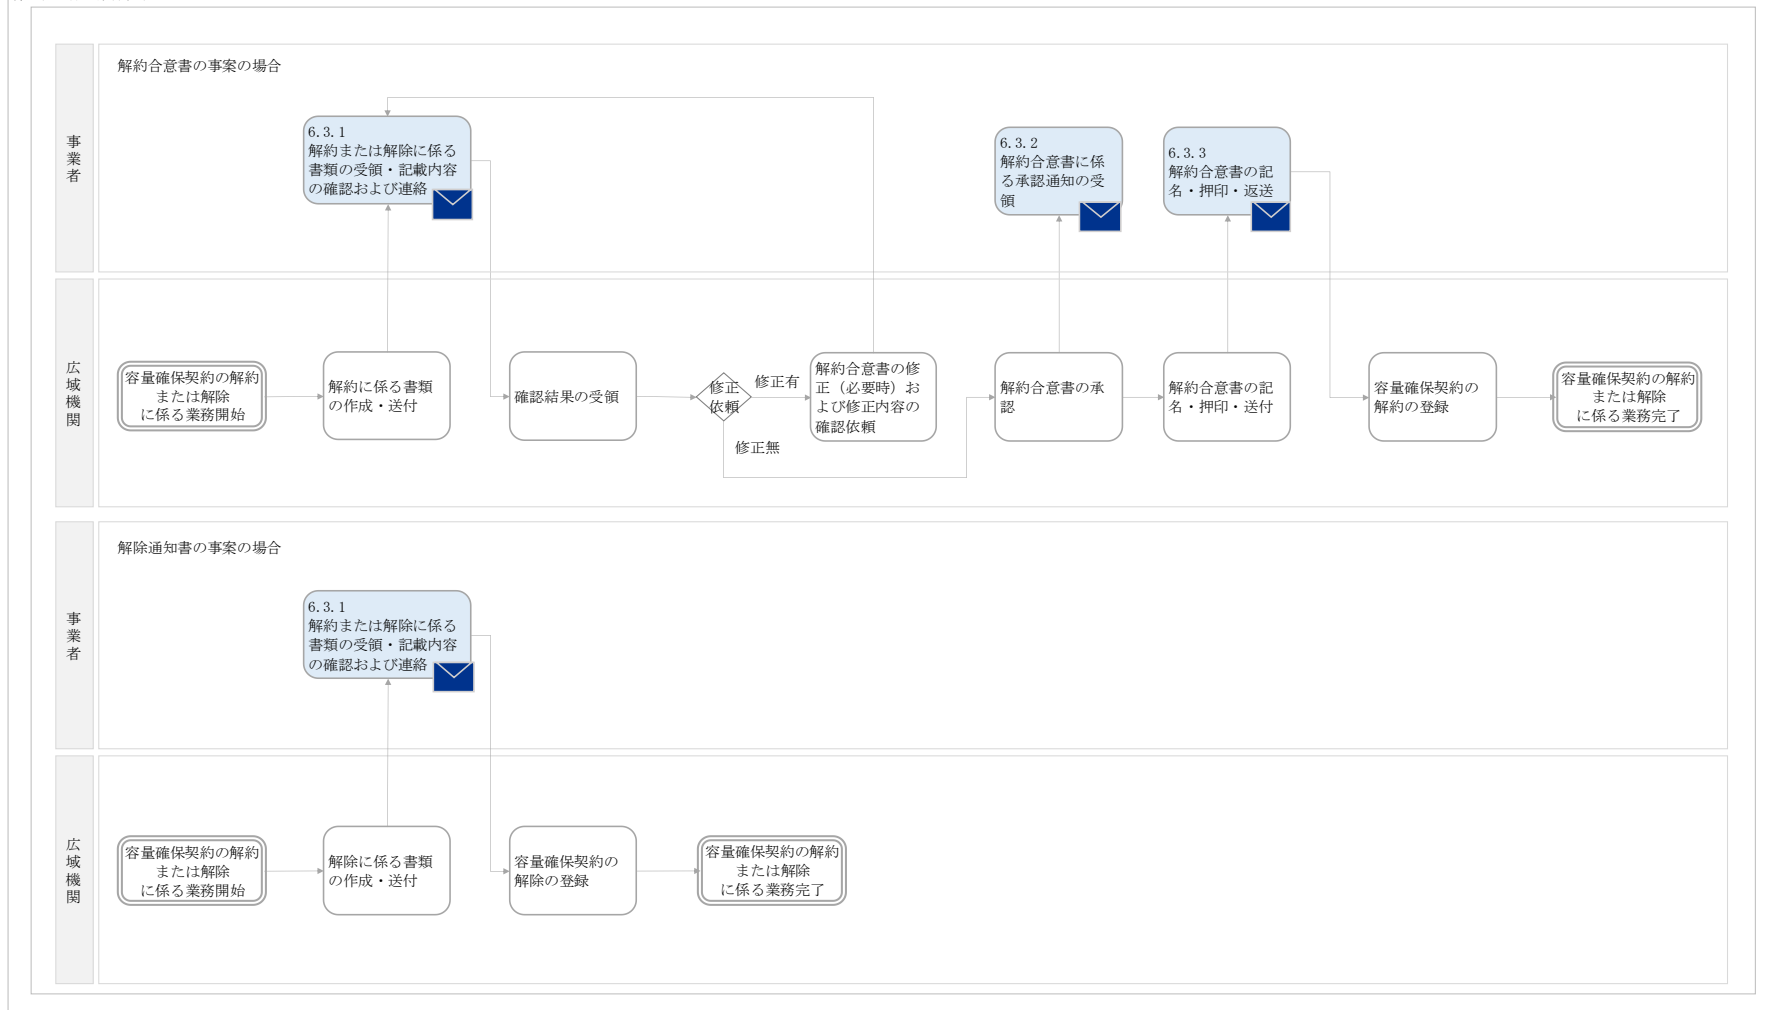 解約合意書の事案の場合
事業者
6.3.1
解約または解除に係る
書類の受領・記載内容
の確認および連絡
6.3.2
解約合意書に係
る承認通知の受
領
6.3.3
解約合意書の記
名・押印・返送
広域機関
容量確保契約の解約
または解除
に係る業務開始
解約に係る書類
の作成・送付
確認結果の受領
修正
依頼
修正有
修正無
解約合意書の修
正（必要時）お
よび修正内容の
確認依頼
解約合意書の承
認
解約合意書の記
名・押印・送付
容量確保契約の
解約の登録
容量確保契約の解約
または解除
に係る業務完了
解除通知書の事案の場合
事業者
6.3.1
解約または解除に係る
書類の受領・記載内容
の確認および連絡
広域機関
容量確保契約の解約
または解除
に係る業務開始
解除に係る書類
の作成・送付
容量確保契約の
解除の登録
容量確保契約の解約
または解除
に係る業務完了